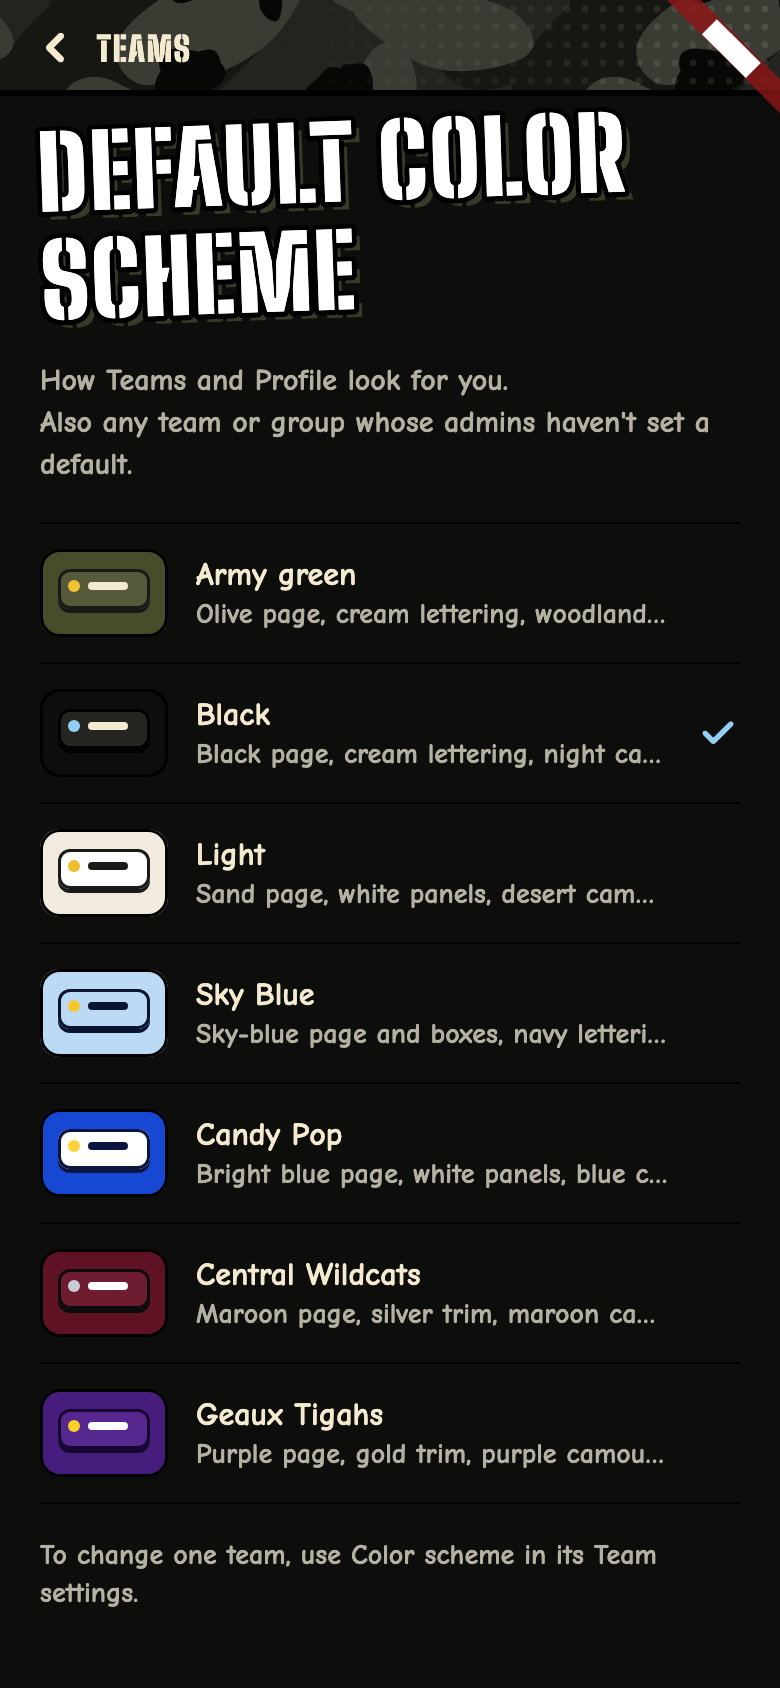 TEAMS
DEFAULT COLOR
SCHEME
How Teams and Profile look for you.
Also any team or group whose admins haven't set a
default.
Army green
Olive page, cream lettering, woodland...
Black
Black page, cream lettering, night ca...
Light
Sand page, white panels, desert cam...
Sky Blue
Sky-blue page and boxes, navy letteri...
Candy Pop
Bright blue page, white panels, blue c...
Central Wildcats
Maroon page, silver trim, maroon ca...
Geaux Tigahs
Purple page, gold trim, purple camou...
To change one team, use Color scheme in its Team
settings.